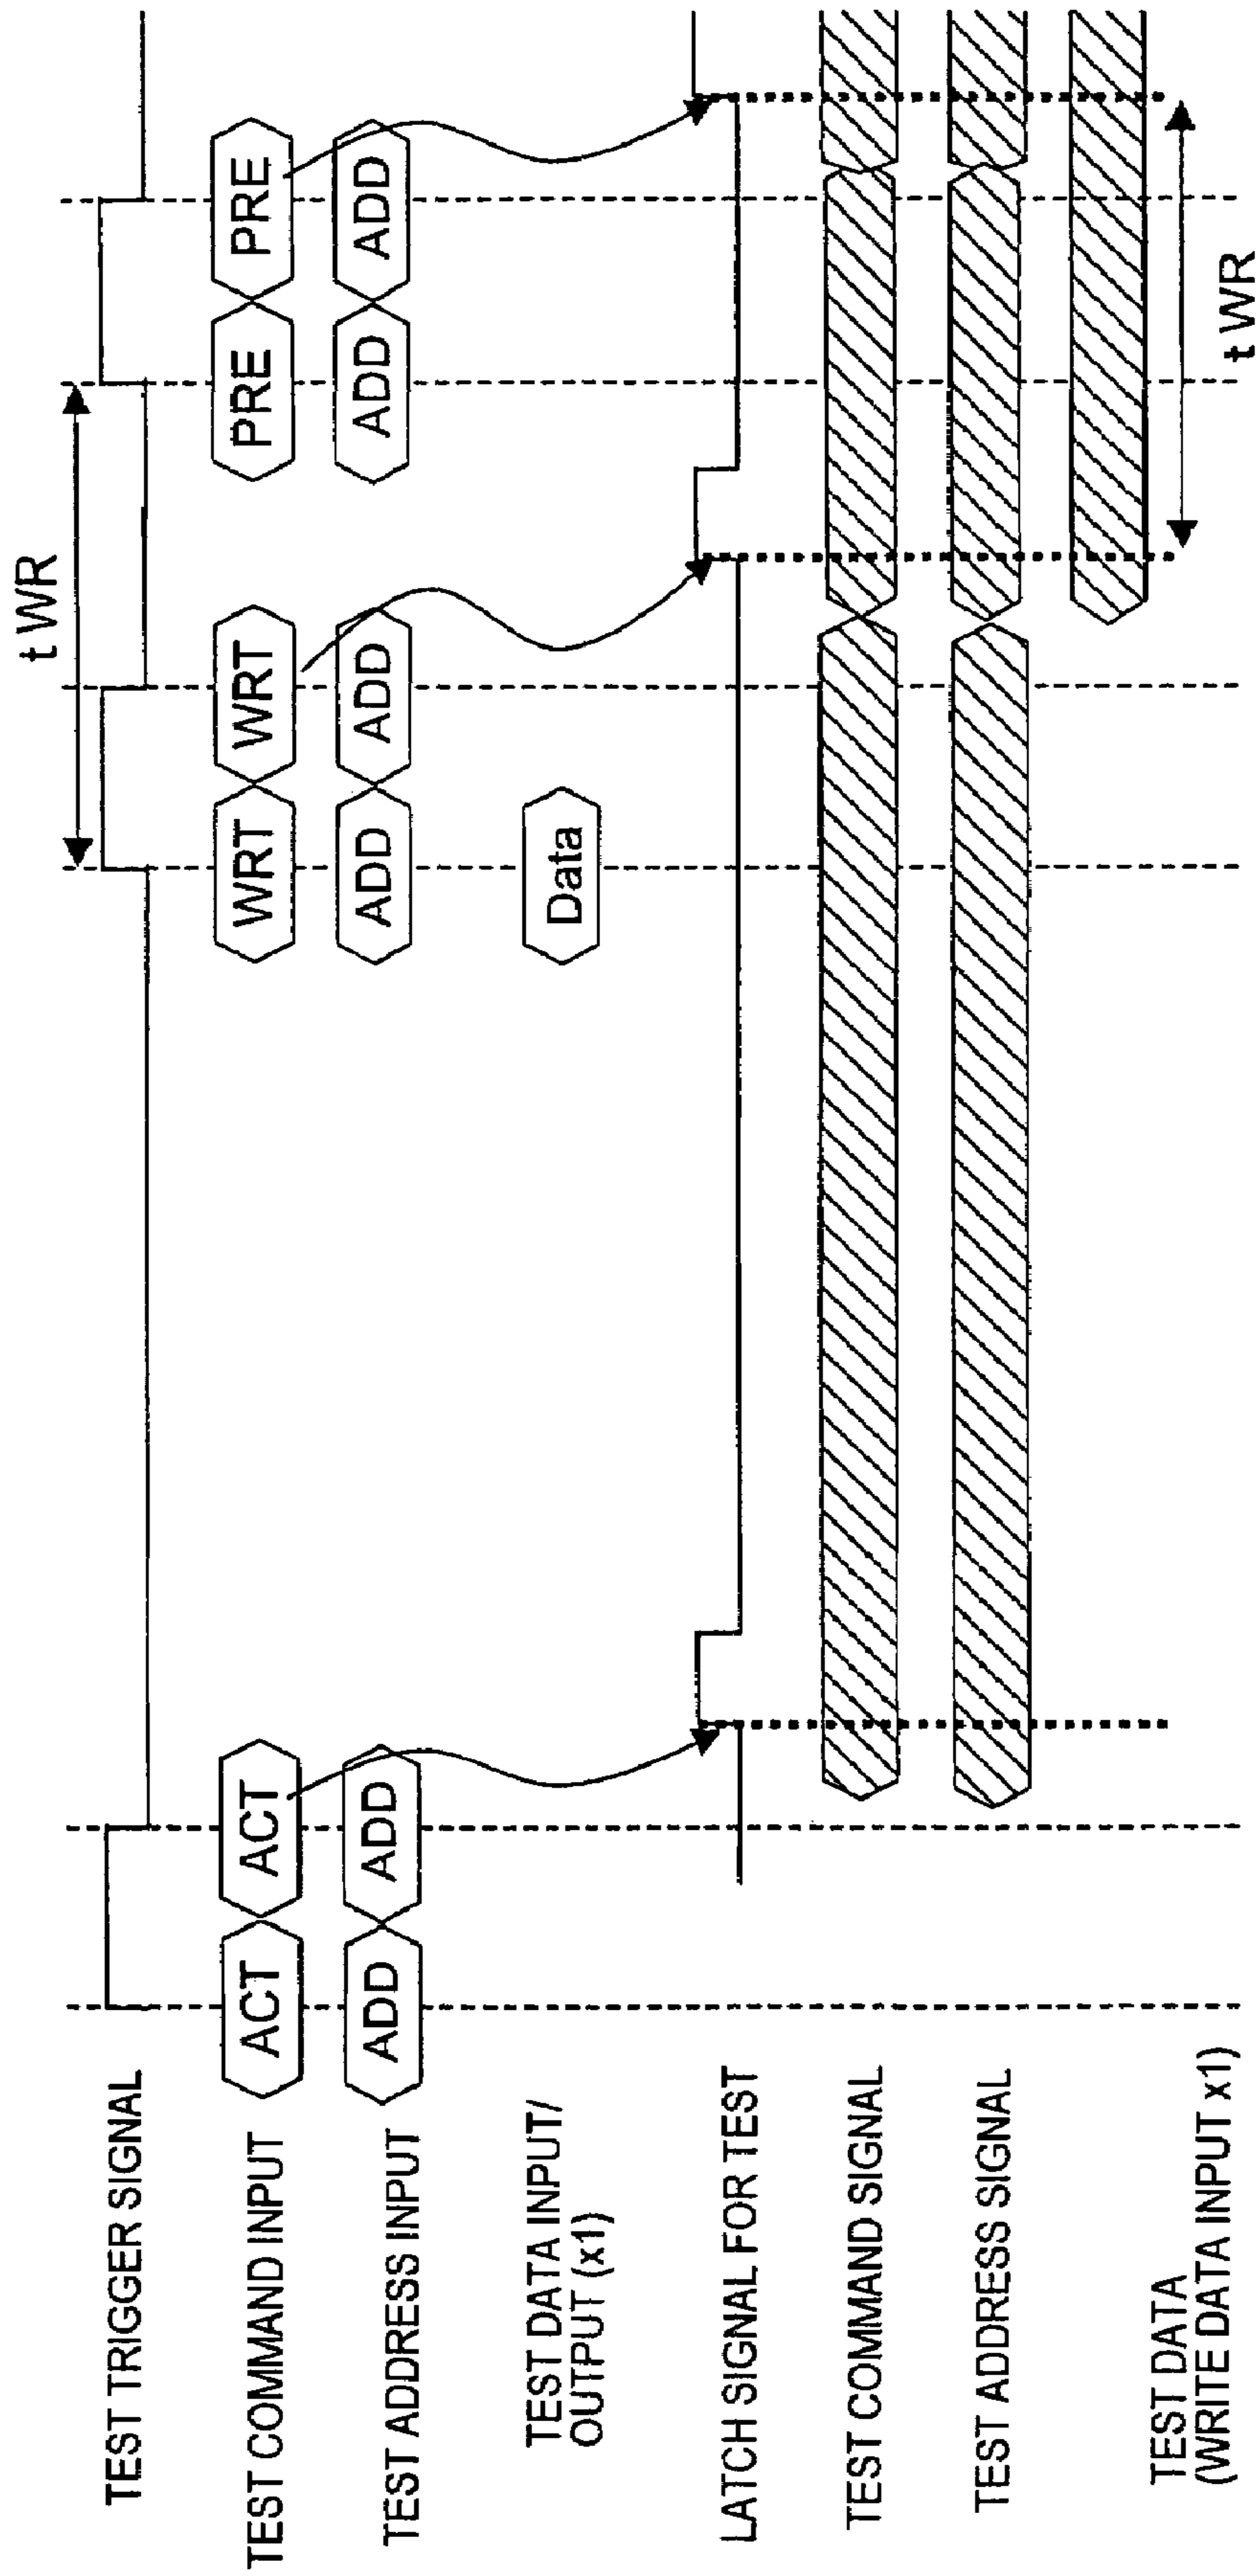 t WR
TEST TRIGGER SIGNAL
TEST COMMAND INPUT
ACT ACT WRT WRT PRE PRE
TEST ADDRESS INPUT
ADD ADD ADD ADD ADD ADD
TEST DATA INPUT/
OUTPUT (x1)
Data
LATCH SIGNAL FOR TEST
TEST COMMAND SIGNAL
TEST ADDRESS SIGNAL
TEST DATA
(WRITE DATA INPUT x1)
t WR